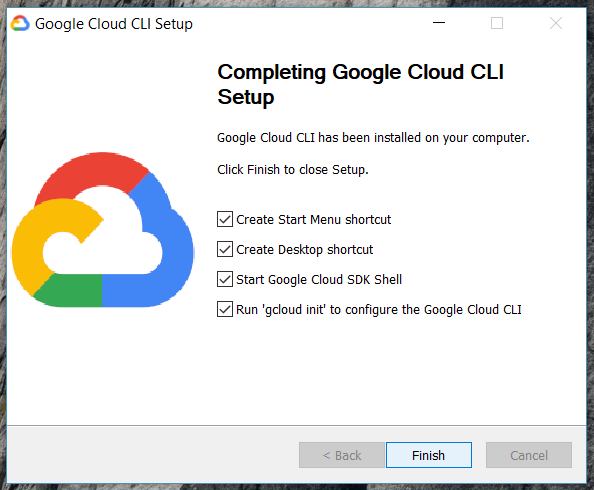 Google Cloud CLI Setup
Completing Google Cloud CLI
Setup
Google Cloud CLI has been installed on your computer.
Click Finish to close Setup.
Create Start Menu shortcut
Create Desktop shortcut
Start Google Cloud SDK Shell
Run 'gcloud init' to configure the Google Cloud CLI
< Back
Finish
Cancel